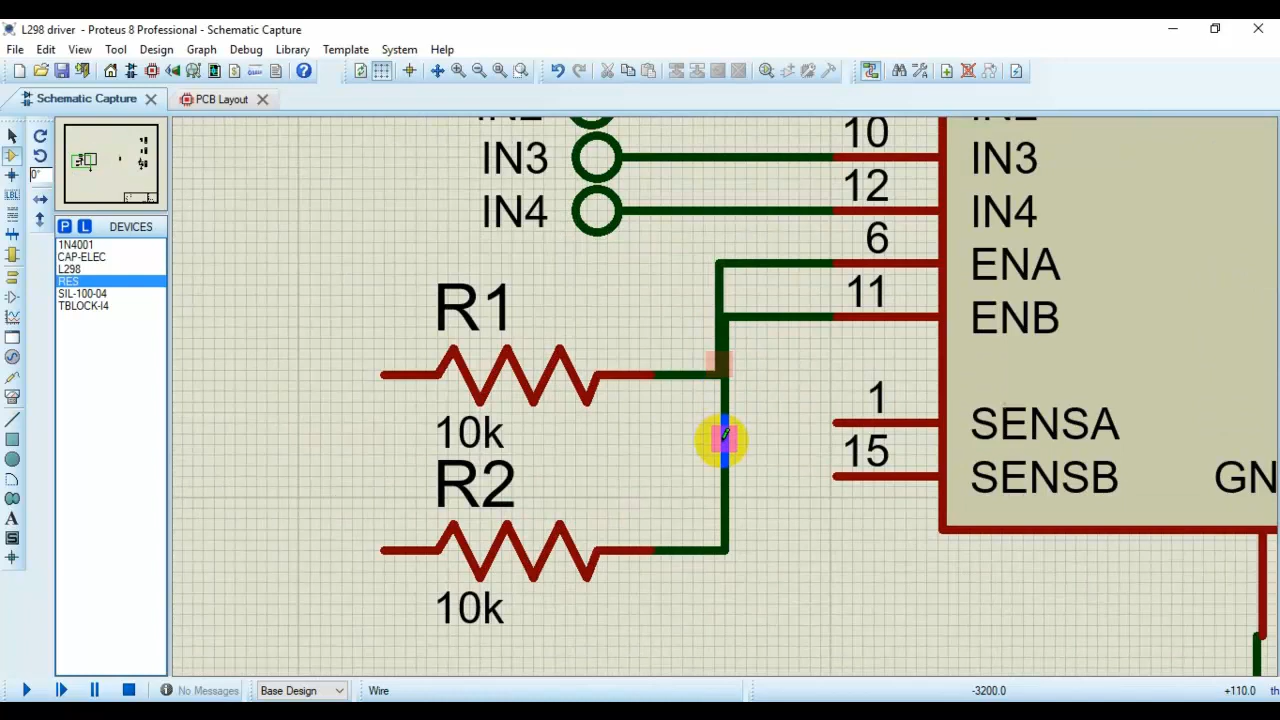 L298 driver - Proteus 8 Professional - Schematic Capture
File Edit View Tool Design Graph Debug Library Template System Help
Schematic Capture PCB Layout
0°
P L DEVICES
1N4001
CAP-ELEC
L298
RES
SIL-100-04
TBLOCK-I4
LBL
A
S
10
IN3 IN3
12
IN4 IN4
6
ENA
11
ENB
R1
10k
1
SENSA
15
SENSB GN
R2
10k
No Messages Base Design Wire -3200.0 +110.0 th